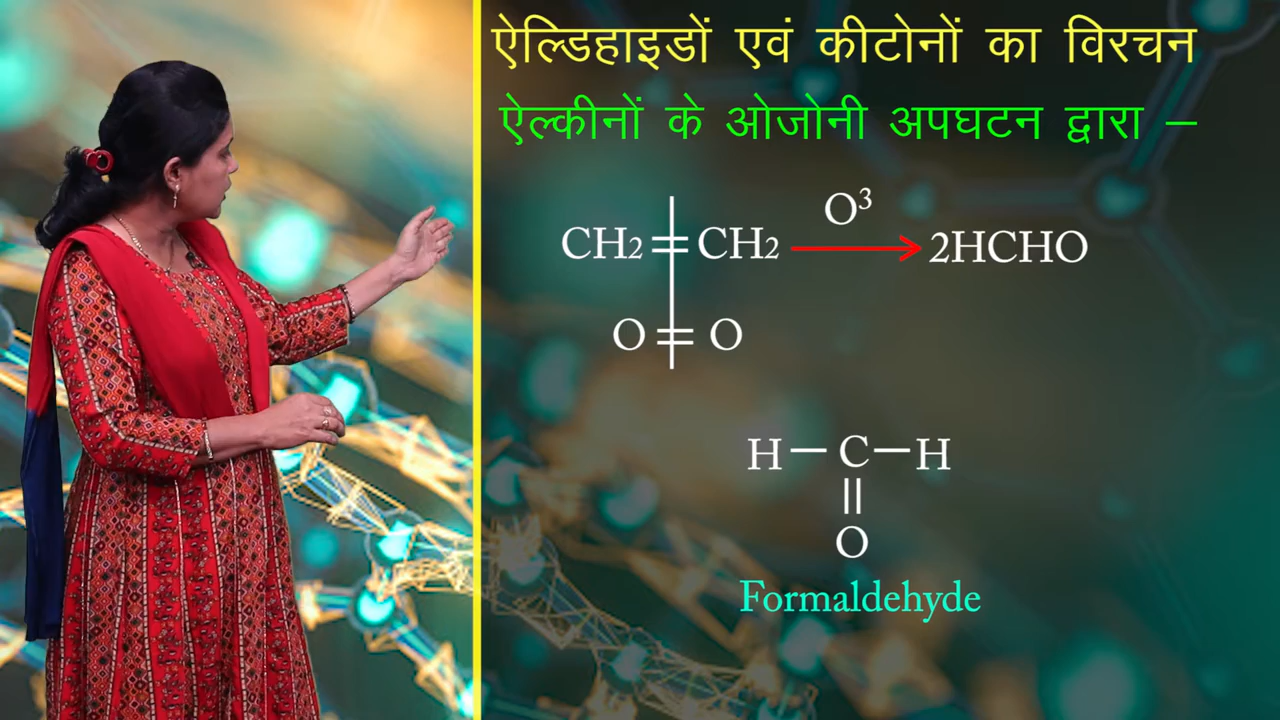 ऐल्डिहाइडों एवं कीटोनों का विरचन
ऐल्कीनों के ओजोनी अपघटन द्वारा –
O³
CH₂ = CH₂ → 2HCHO
O = O
H – C – H
||
O
Formaldehyde